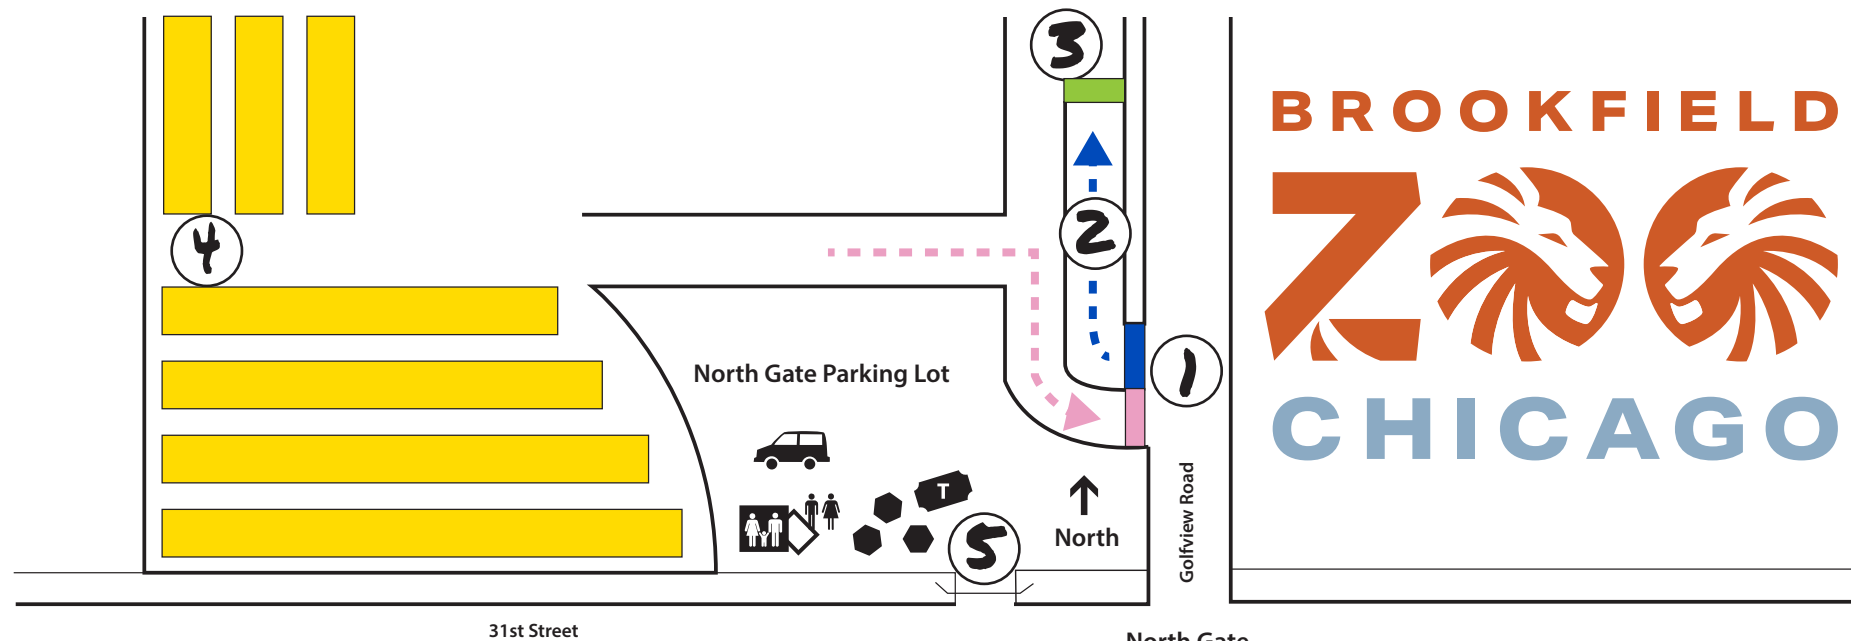 3
BROOKFIELD
ZOO
CHICAGO
2
4
1
North Gate Parking Lot
T
5
North
Golfview Road
31st Street
North Gate